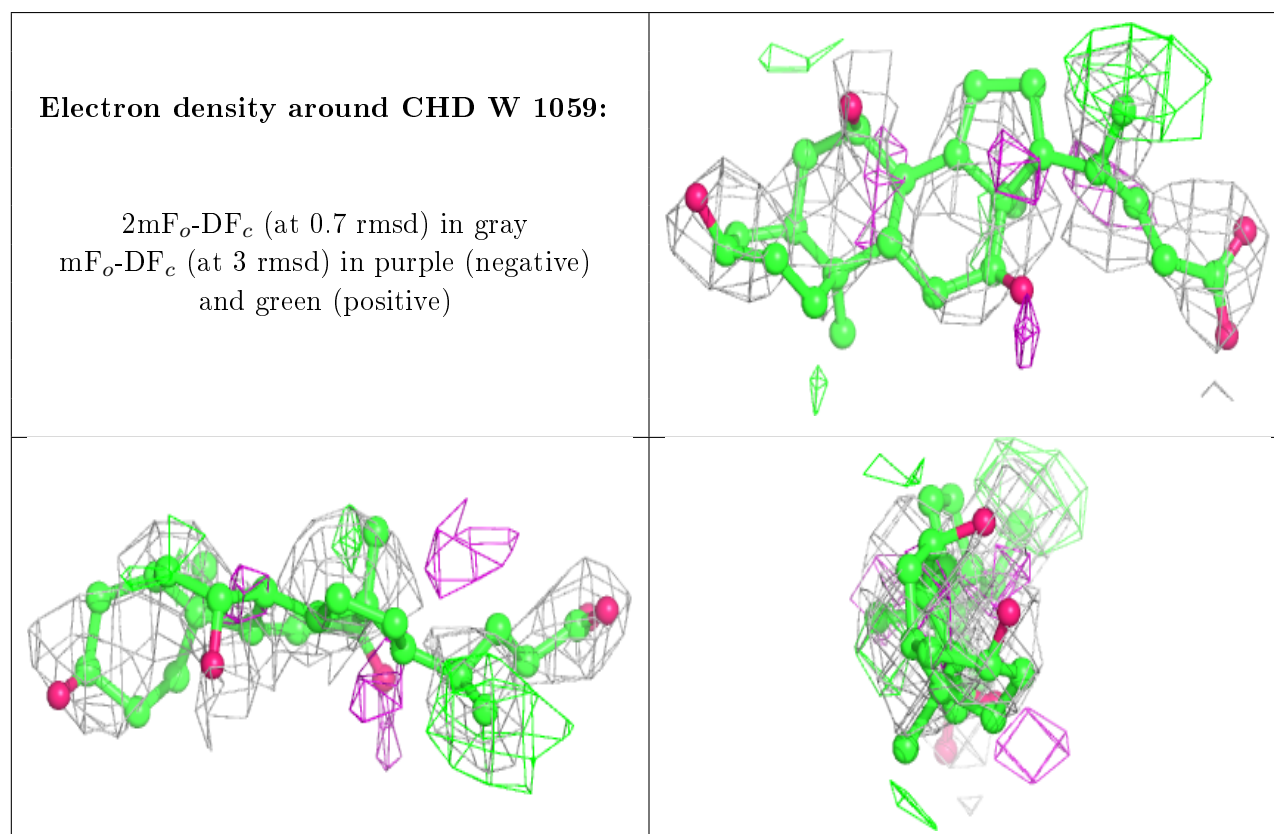 Electron density around CHD W 1059:
2mFo-DFc (at 0.7 rmsd) in gray
mFo-DFc (at 3 rmsd) in purple (negative)
and green (positive)